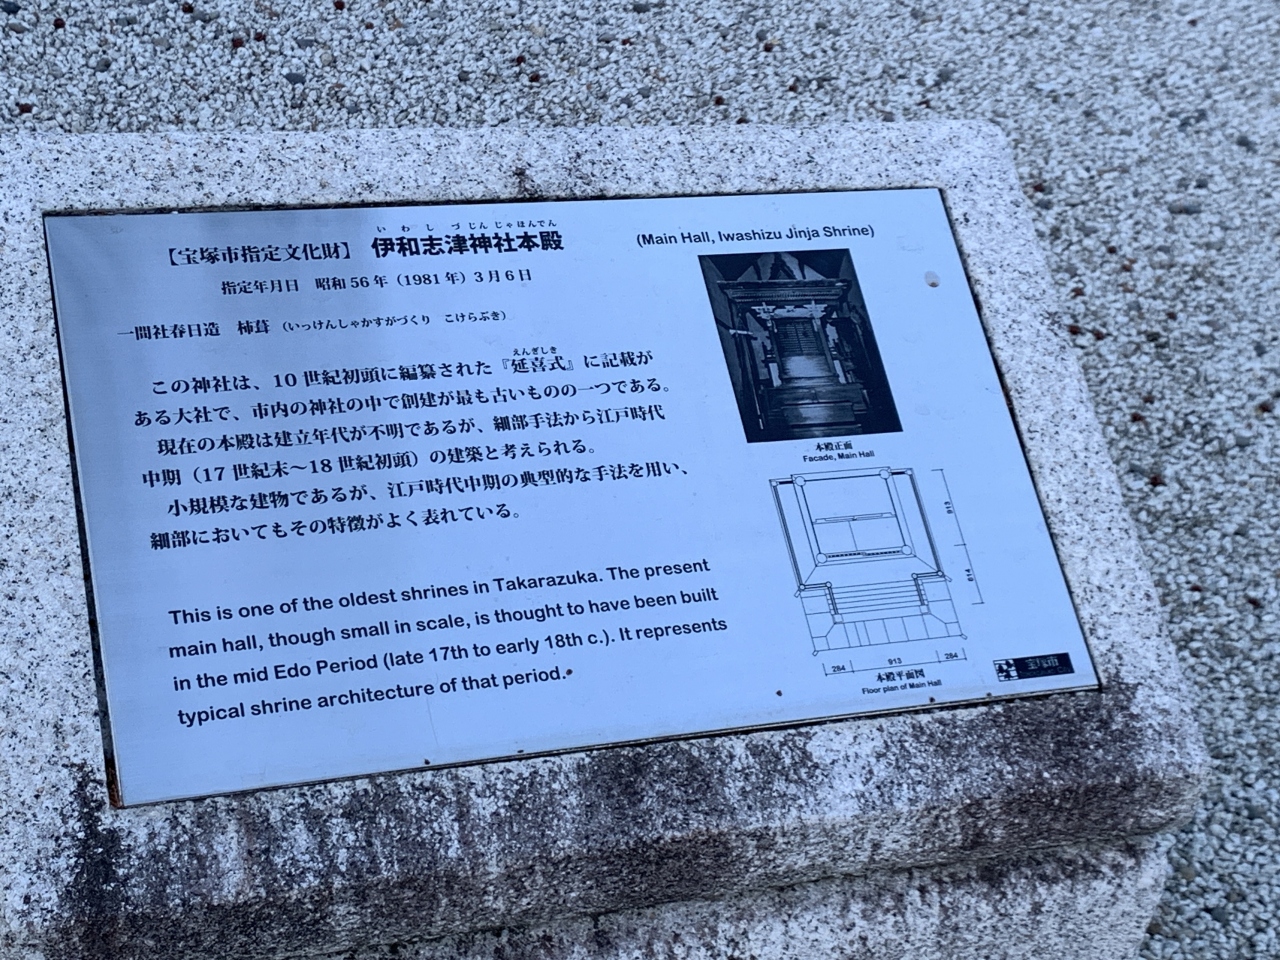 【宝塚市指定文化財】 伊和志津神社本殿 (Main Hall, Iwashizu Jinja Shrine)
いわしづじんじゃほんでん
指定年月日 昭和56年（1981年）3月6日
一間社春日造 杮葺（いっけんしゃかすがづくり こけらぶき）
この神社は、10世紀初頭に編纂された『延喜式』に記載が
えんぎしき
ある大社で、市内の神社の中で創建が最も古いものの一つである。
現在の本殿は建立年代が不明であるが、細部手法から江戸時代
中期（17世紀末～18世紀初頭）の建築と考えられる。
小規模な建物であるが、江戸時代中期の典型的な手法を用い、
細部においてもその特徴がよく表れている。
This is one of the oldest shrines in Takarazuka. The present
main hall, though small in scale, is thought to have been built
in the mid Edo Period (late 17th to early 18th c.). It represents
typical shrine architecture of that period.
本殿正面
Facade, Main Hall
913
614
284 913 284
本殿平面図
Floor plan of Main Hall
宝塚市